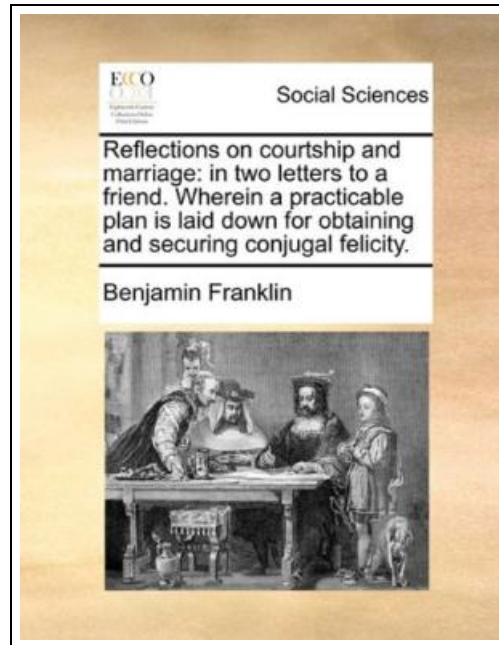 ECCO
Social Sciences
Reflections on courtship and
marriage: in two letters to a
friend. Wherein a practicable
plan is laid down for obtaining
and securing conjugal felicity.
Benjamin Franklin